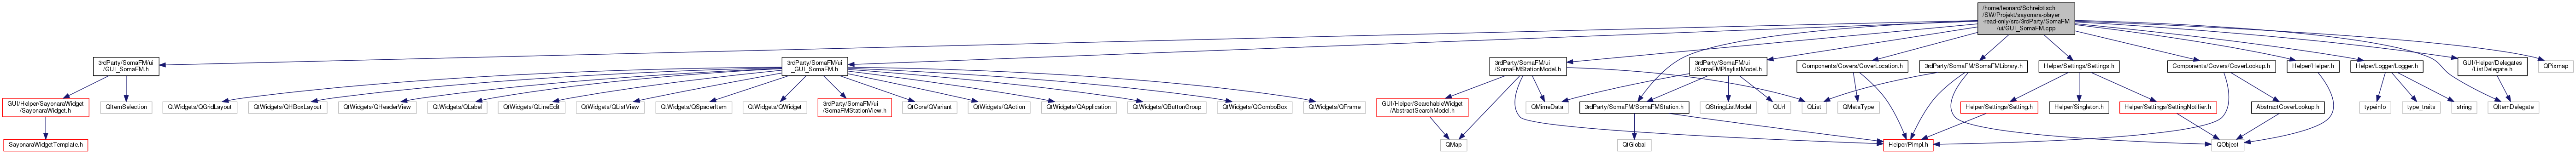 /home/leonard/Schreibtisch
/SW/Projekt/sayonara-player
-read-only/src/3rdParty/SomaFM
/ui/GUI_SomaFM.cpp
3rdParty/SomaFM/ui
/GUI_SomaFM.h
3rdParty/SomaFM/ui
_GUI_SomaFM.h
3rdParty/SomaFM/ui
/SomaFMStationModel.h
3rdParty/SomaFM/ui
/SomaFMPlaylistModel.h
Components/Covers/CoverLocation.h
3rdParty/SomaFM/SomaFMLibrary.h
Helper/Settings/Settings.h
Components/Covers/CoverLookup.h
Helper/Helper.h
Helper/Logger/Logger.h
GUI/Helper/Delegates
/ListDelegate.h
QPixmap
GUI/Helper/SayonaraWidget
/SayonaraWidget.h
QItemSelection
QtWidgets/QGridLayout
QtWidgets/QHBoxLayout
QtWidgets/QHeaderView
QtWidgets/QLabel
QtWidgets/QLineEdit
QtWidgets/QListView
QtWidgets/QSpacerItem
QtWidgets/QWidget
3rdParty/SomaFM/ui
/SomaFMStationView.h
QtCore/QVariant
QtWidgets/QAction
QtWidgets/QApplication
QtWidgets/QButtonGroup
QtWidgets/QComboBox
QtWidgets/QFrame
GUI/Helper/SearchableWidget
/AbstractSearchModel.h
QMimeData
3rdParty/SomaFM/SomaFMStation.h
QStringListModel
QUrl
QList
QMetaType
Helper/Settings/Setting.h
Helper/Singleton.h
Helper/Settings/SettingNotifier.h
AbstractCoverLookup.h
typeinfo
type_traits
string
QItemDelegate
SayonaraWidgetTemplate.h
QMap
QtGlobal
Helper/Pimpl.h
QObject